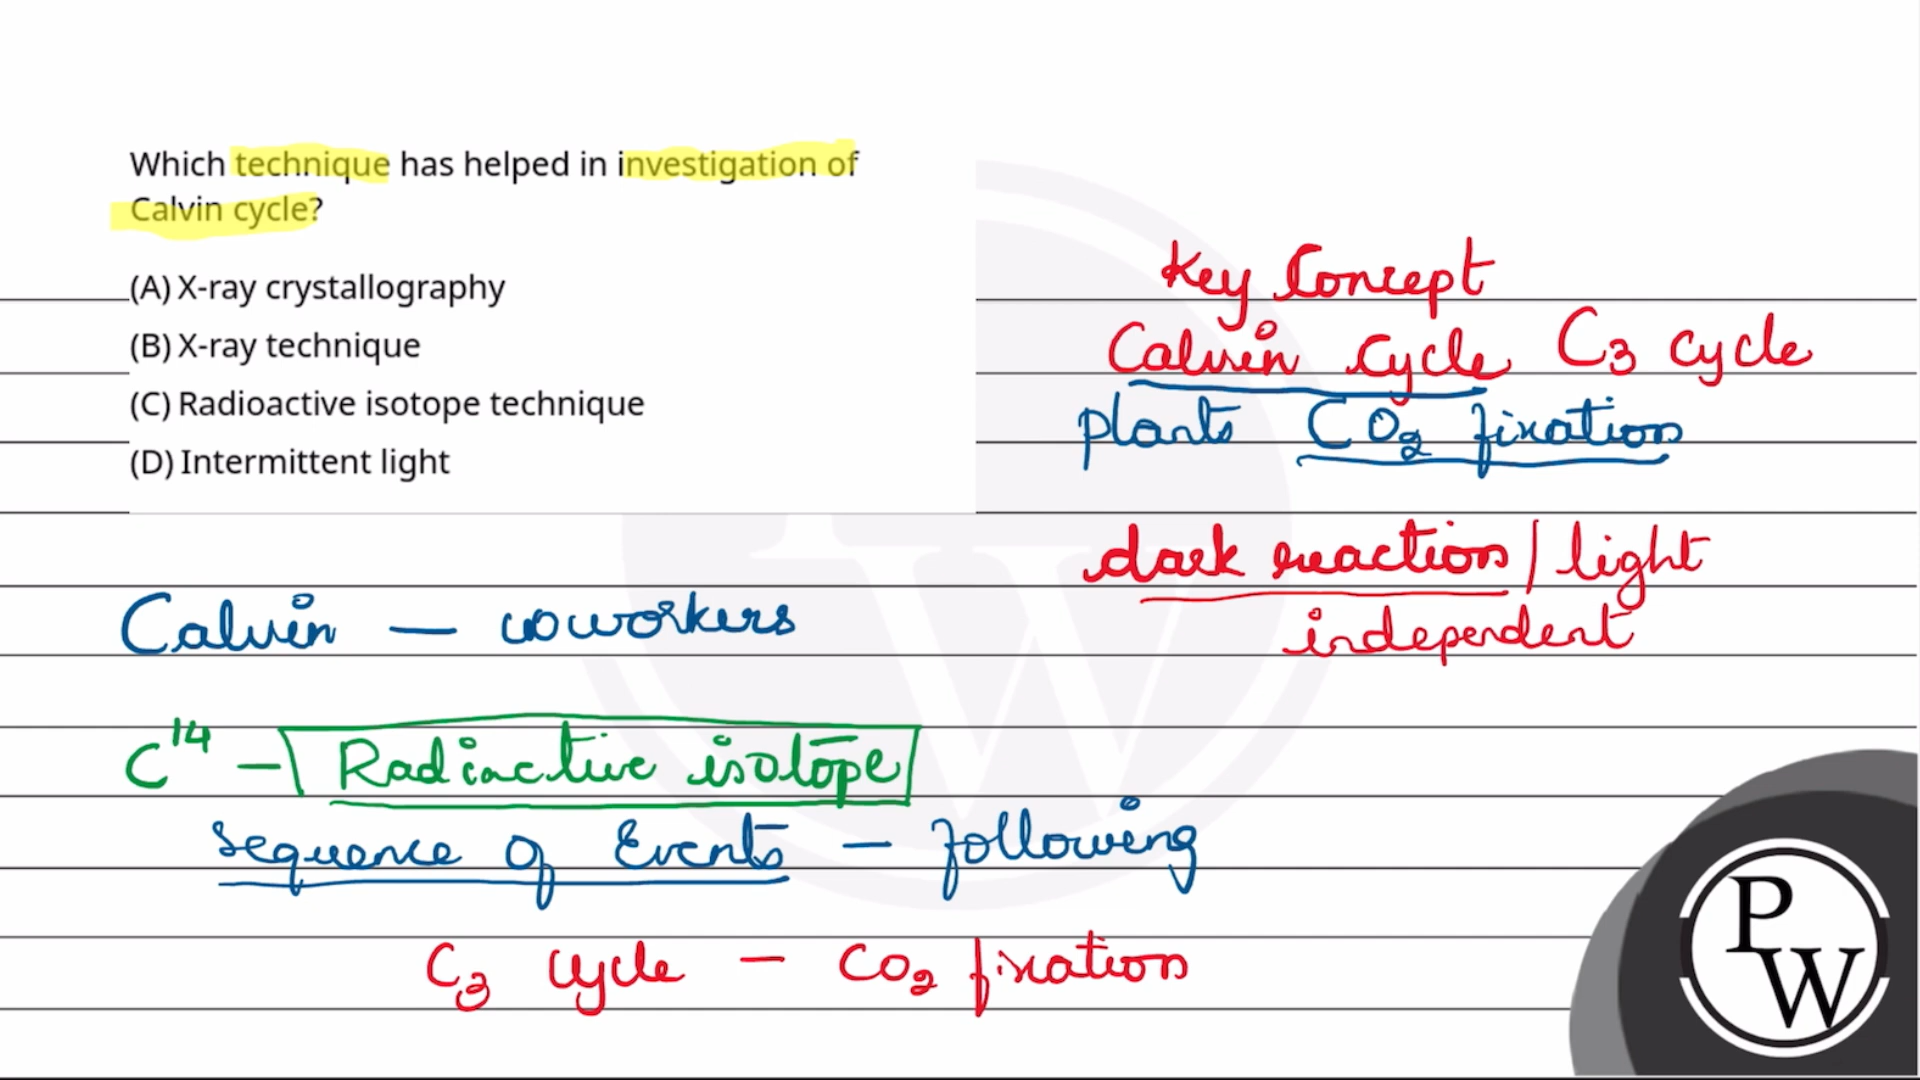 Which technique has helped in investigation of
Calvin cycle?
(A) X-ray crystallography
(B) X-ray technique
(C) Radioactive isotope technique
(D) Intermittent light
Key Concept
Calvin Cycle C3 cycle
plants CO2 fixation
dark reaction / light
independent
Calvin — coworkers
C14 — Radioactive isotope
Sequence of Events — following
C3 cycle — CO2 fixation
PW